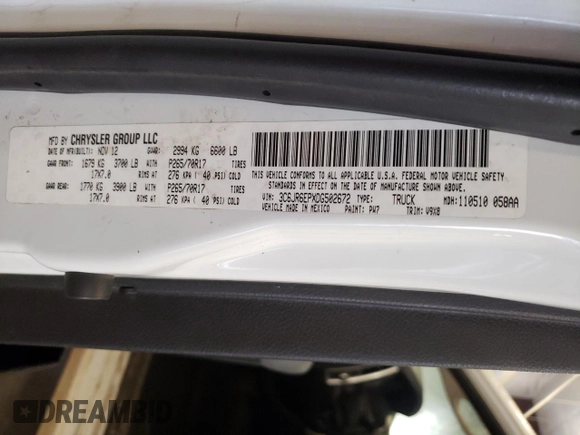 MFD BY CHRYSLER GROUP LLC
DATE OF MFR(BUILT): NOV 12 GVWR: 2994 KG 6600 LB
GAWR FRONT: 1679 KG 3700 LB WITH P265/70R17 TIRES
17X7.0 RIMS AT 276 KPA ( 40 PSI) COLD
GAWR REAR: 1770 KG 3900 LB WITH P265/70R17 TIRES
17X7.0 RIMS AT 276 KPA ( 40 PSI) COLD
THIS VEHICLE CONFORMS TO ALL APPLICABLE U.S.A. FEDERAL MOTOR VEHICLE SAFETY
STANDARDS IN EFFECT ON THE DATE OF MANUFACTURE SHOWN ABOVE.
VIN: 3C6JR6EPXDG502672 TYPE: TRUCK MDH: 110510 058AA
VEHICLE MADE IN MEXICO PAINT: PW7 TRIM: V9X8
DREAMBID